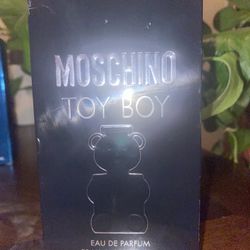 MOSCHINO
TOY BOY
EAU DE PARFUM